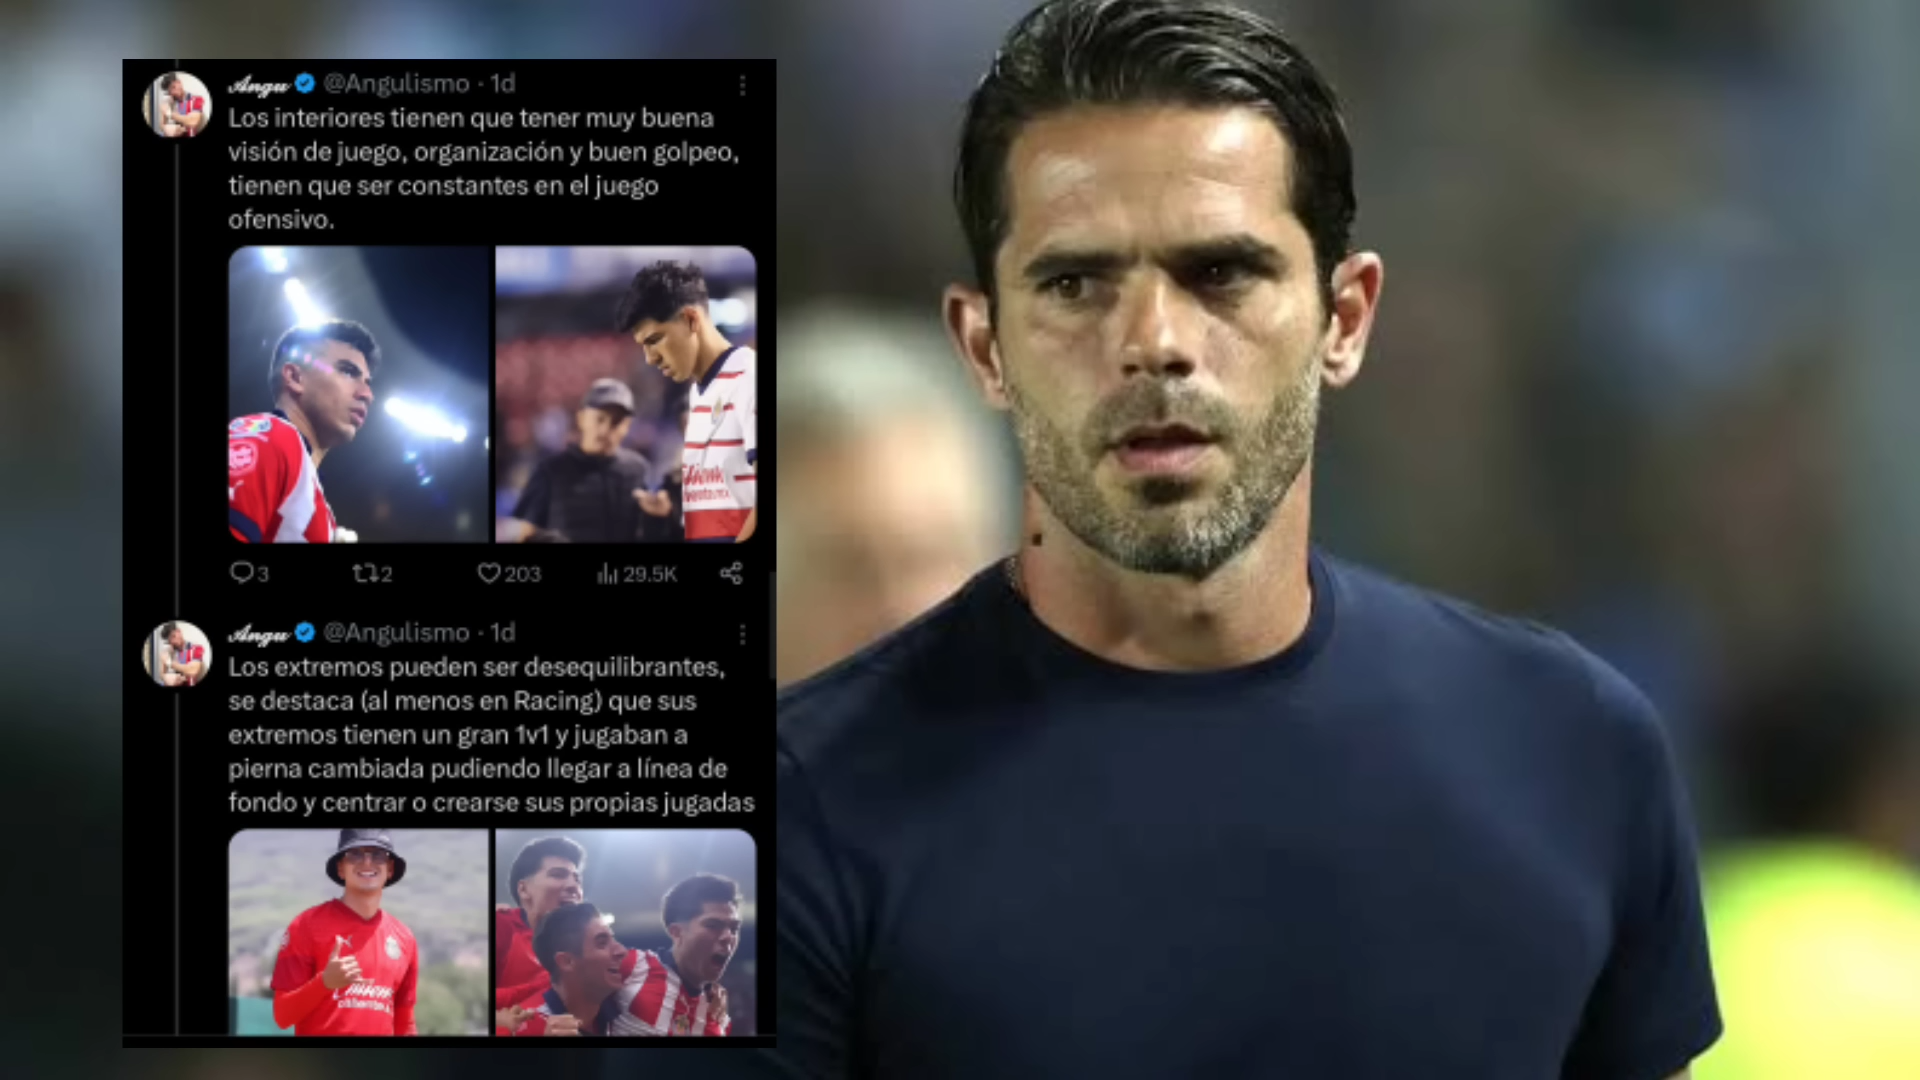 Angu @Angulismo · 1d
Los interiores tienen que tener muy buena
visión de juego, organización y buen golpeo,
tienen que ser constantes en el juego
ofensivo.
3 2 203 29.5K
Angu @Angulismo · 1d
Los extremos pueden ser desequilibrantes,
se destaca (al menos en Racing) que sus
extremos tienen un gran 1v1 y jugaban a
pierna cambiada pudiendo llegar a línea de
fondo y centrar o crearse sus propias jugadas